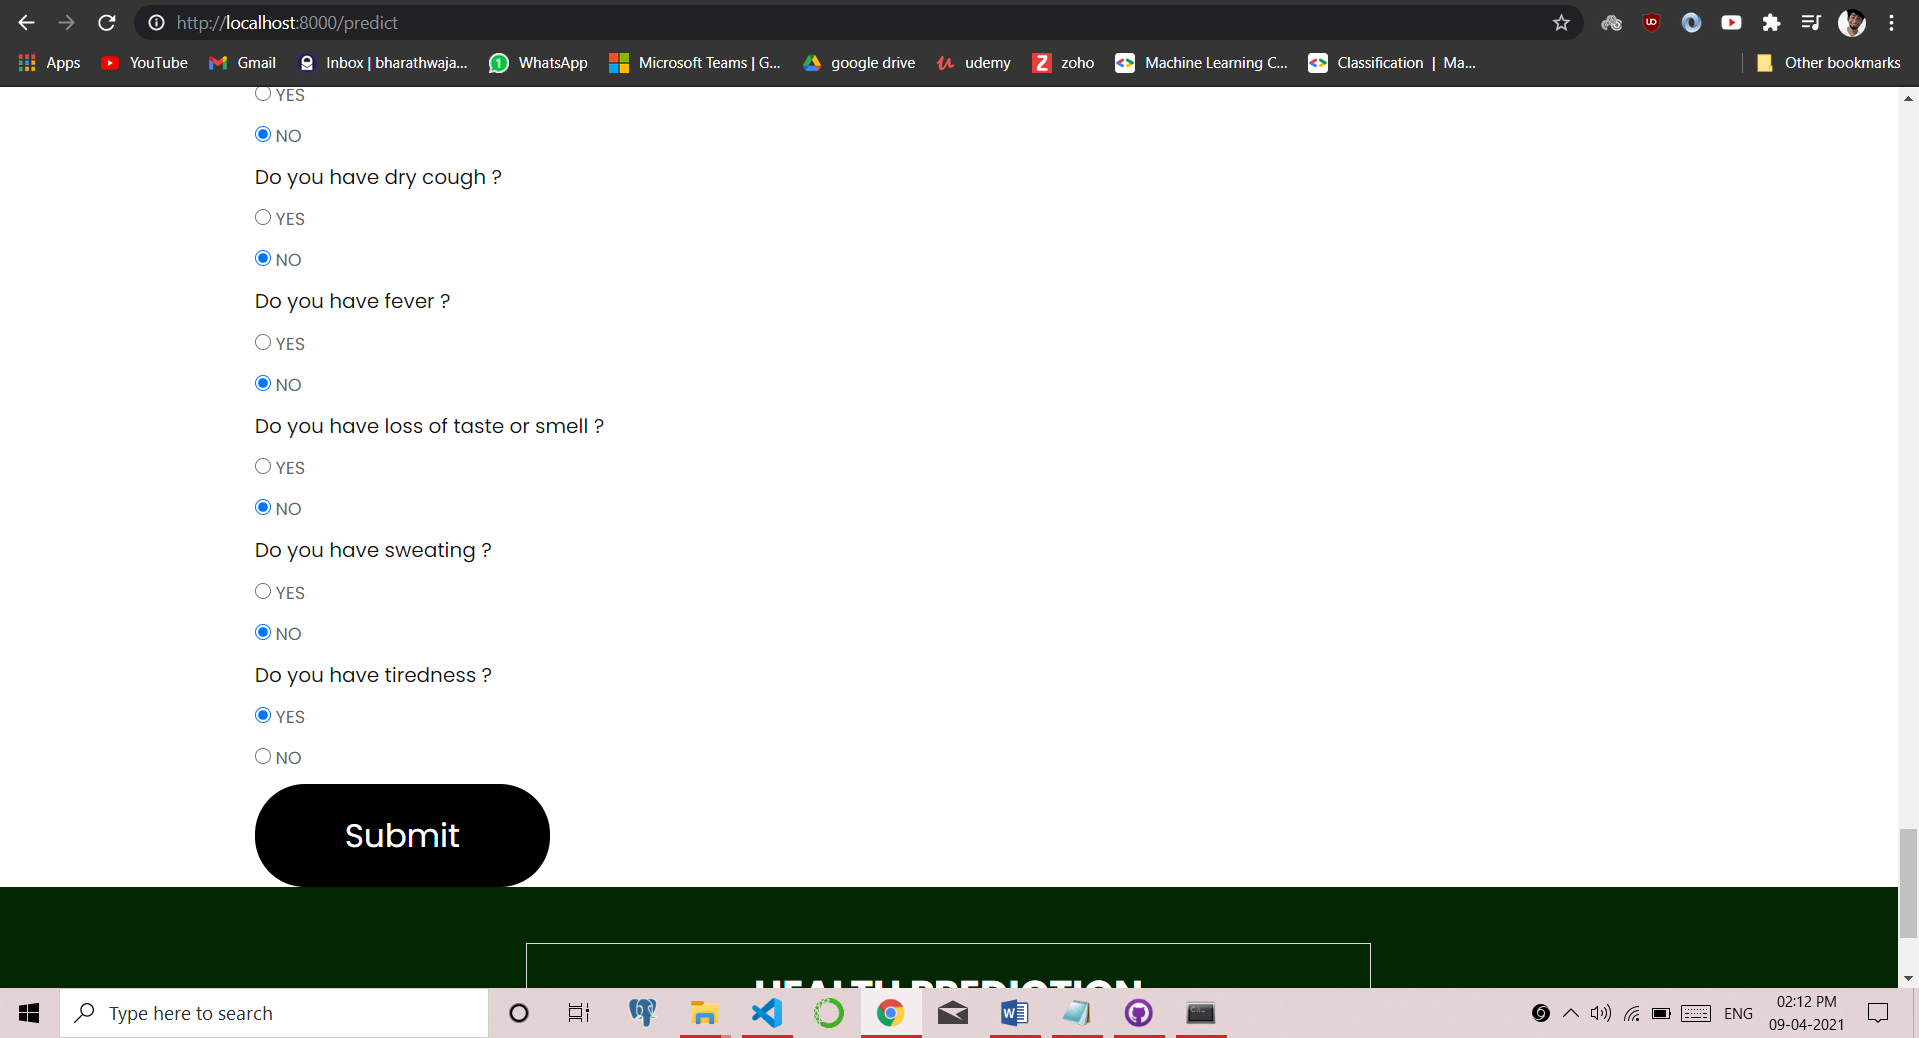 http://localhost:8000/predict
Apps YouTube Gmail Inbox | bharathwaja... WhatsApp Microsoft Teams | G... google drive udemy zoho Machine Learning C... Classification | Ma... Other bookmarks
YES
NO
Do you have dry cough ?
YES
NO
Do you have fever ?
YES
NO
Do you have loss of taste or smell ?
YES
NO
Do you have sweating ?
YES
NO
Do you have tiredness ?
YES
NO
Submit
HEALTH PREDICTION
Type here to search
ENG
02:12 PM
09-04-2021